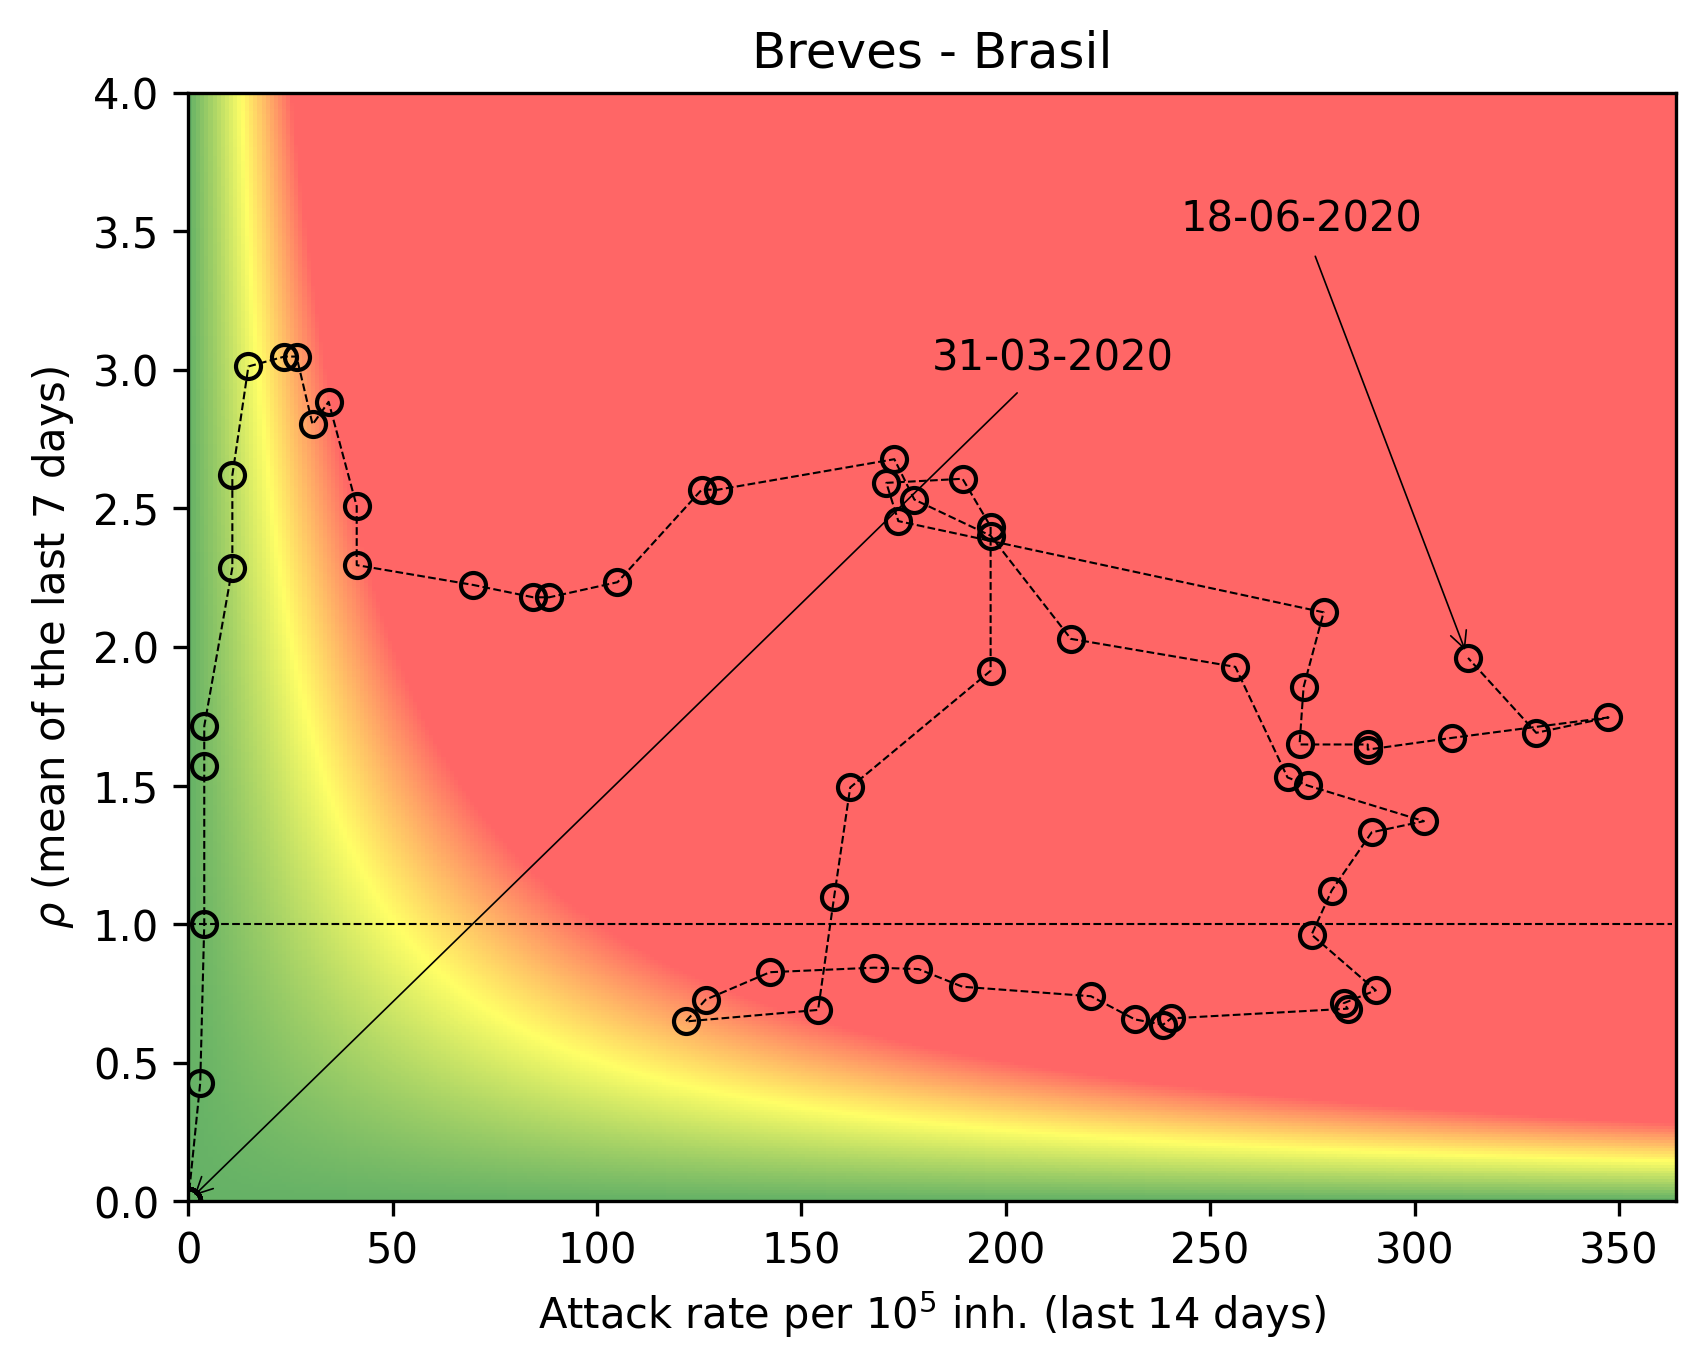 Breves - Brasil
4.0
3.5
3.0
2.5
2.0
1.5
1.0
0.5
0.0
ρ (mean of the last 7 days)
18-06-2020
31-03-2020
0 50 100 150 200 250 300 350
Attack rate per 10⁵ inh. (last 14 days)